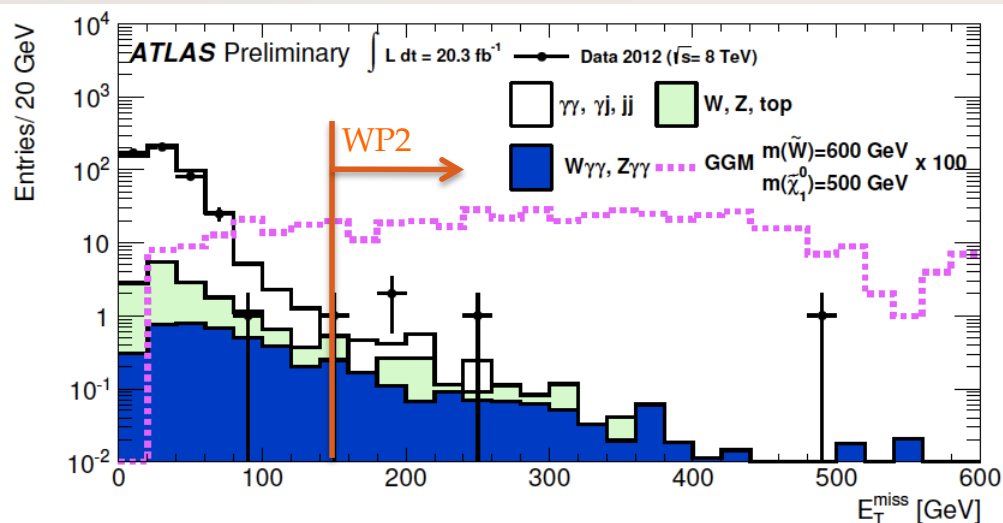 ATLAS Preliminary ∫ L dt = 20.3 fb⁻¹ Data 2012 (√s= 8 TeV)
γγ, γj, jj W, Z, top
Wγγ, Zγγ GGM m(W̃)=600 GeV x 100
m(χ̃⁰₁)=500 GeV
WP2
Entries/ 20 GeV
10⁴
10³
10²
10
1
10⁻¹
10⁻²
0 100 200 300 400 500 600
E_T^miss [GeV]